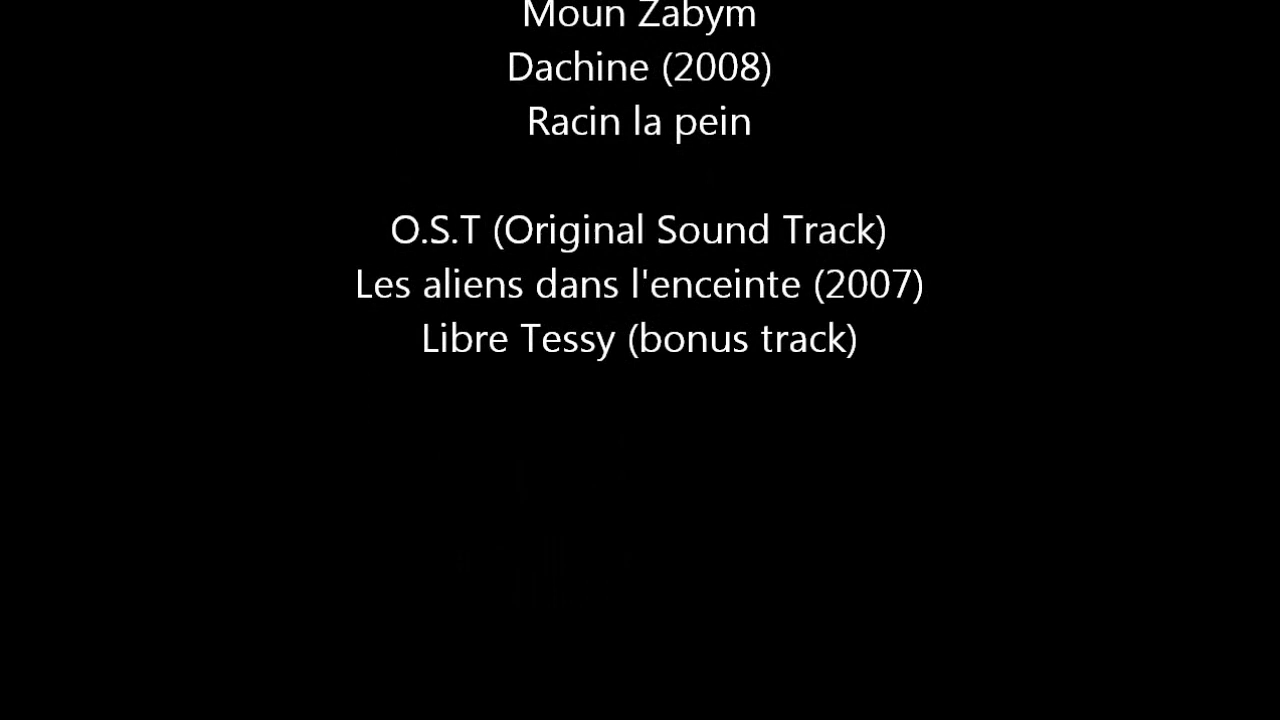 Moun Zabym
Dachine (2008)
Racin la pein
O.S.T (Original Sound Track)
Les aliens dans l'enceinte (2007)
Libre Tessy (bonus track)